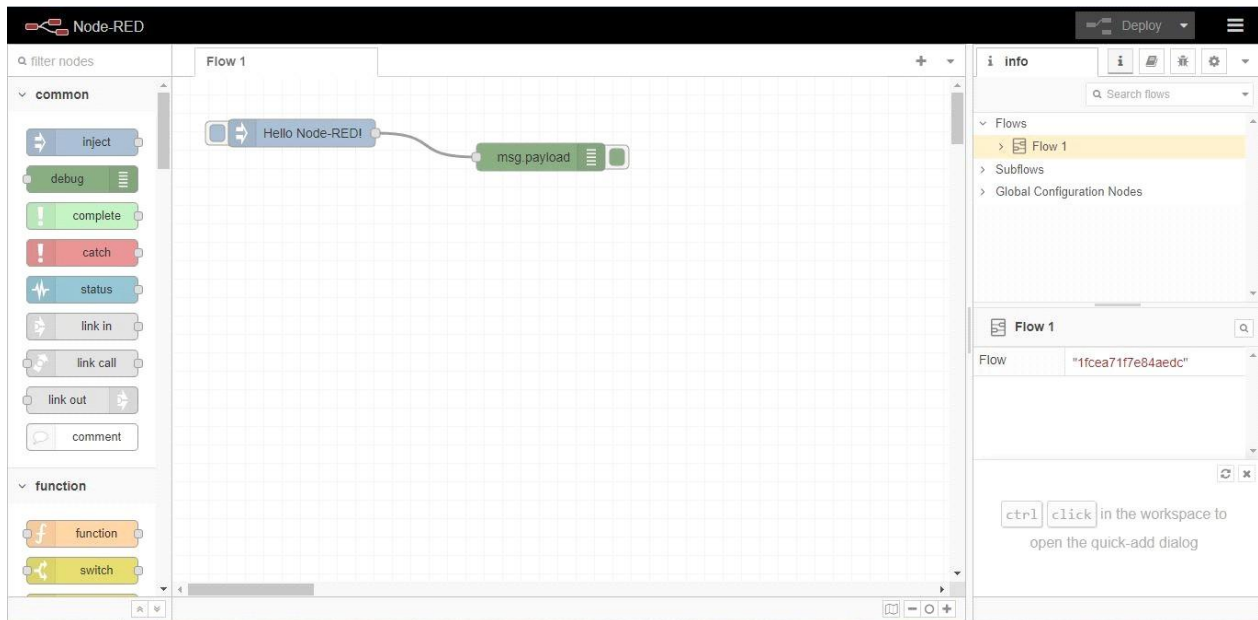 Node-RED
Deploy
filter nodes
Flow 1
i info
i
Search flows
common
inject
debug
complete
catch
status
link in
link call
link out
comment
function
function
switch
Hello Node-RED!
msg.payload
Flows
Flow 1
Subflows
Global Configuration Nodes
Flow 1
Flow "1fcea71f7e84aedc"
ctrl click in the workspace to
open the quick-add dialog